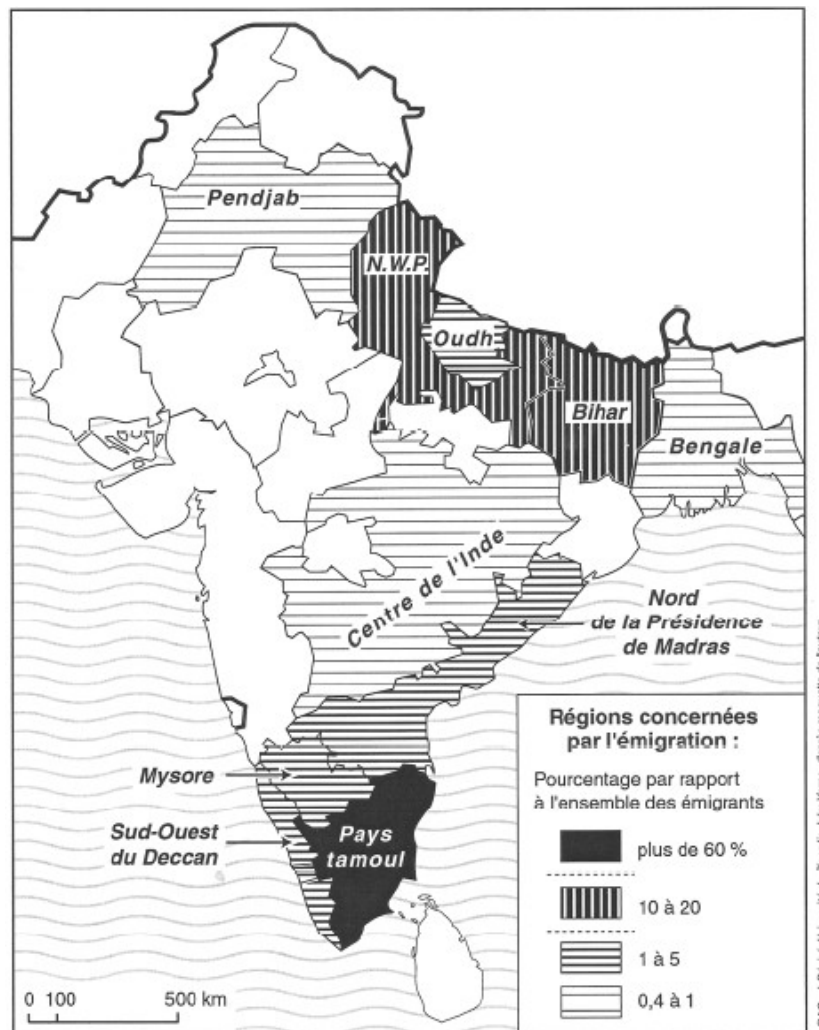 Pendjab
N.W.P.
Oudh
Bihar
Bengale
Centre de l'Inde
Nord
de la Présidence
de Madras
Mysore
Sud-Ouest
du Deccan
Pays
tamoul
0 100 500 km
Régions concernées
par l'émigration :
Pourcentage par rapport
à l'ensemble des émigrants
plus de 60 %
10 à 20
1 à 5
0,4 à 1